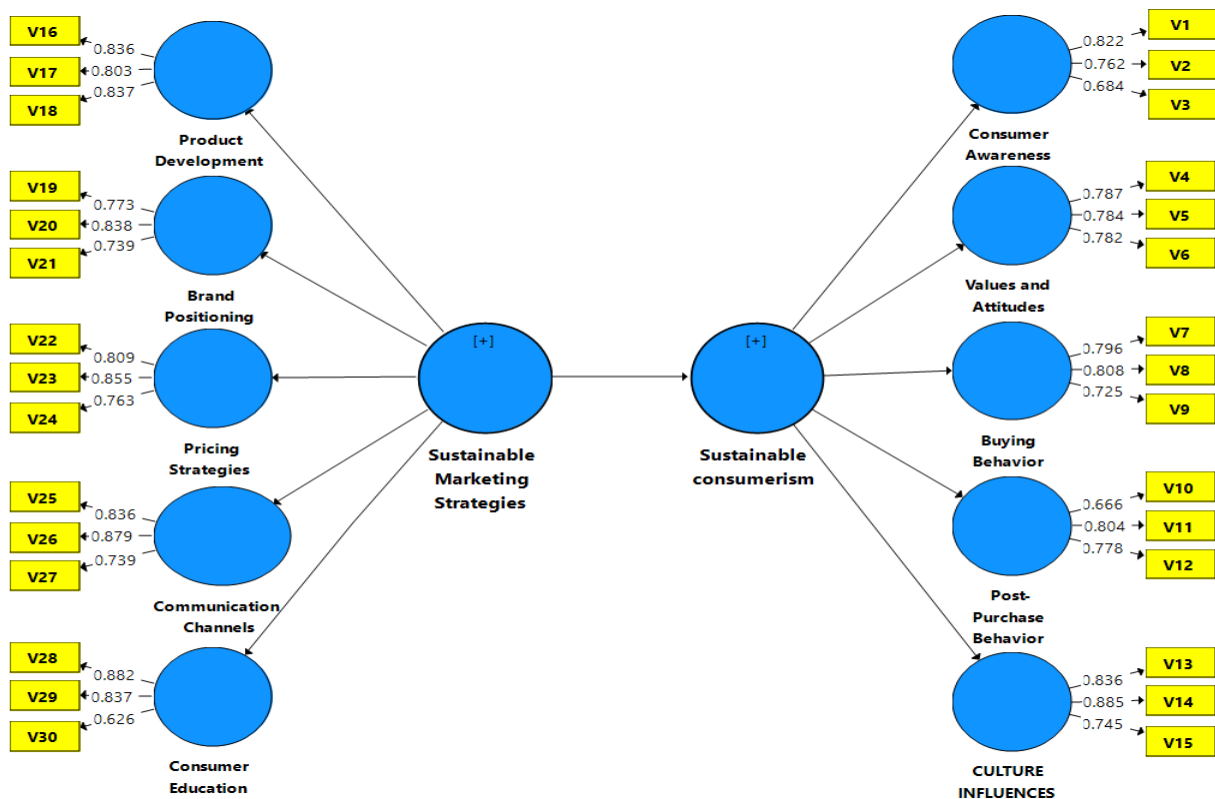 V16
0.836
V17
0.803
V18
0.837
Product
Development
V19
0.773
V20
0.838
V21
0.739
Brand
Positioning
V22
0.809
V23
0.855
V24
0.763
Pricing
Strategies
V25
0.836
V26
0.879
V27
0.739
Communication
Channels
V28
0.882
V29
0.837
V30
0.626
Consumer
Education
[+]
Sustainable
Marketing
Strategies
[+]
Sustainable
consumerism
V1
0.822
V2
0.762
V3
0.684
Consumer
Awareness
V4
0.787
V5
0.784
V6
0.782
Values and
Attitudes
V7
0.796
V8
0.808
V9
0.725
Buying
Behavior
V10
0.666
V11
0.804
V12
0.778
Post-
Purchase
Behavior
V13
0.836
V14
0.885
V15
0.745
CULTURE
INFLUENCES